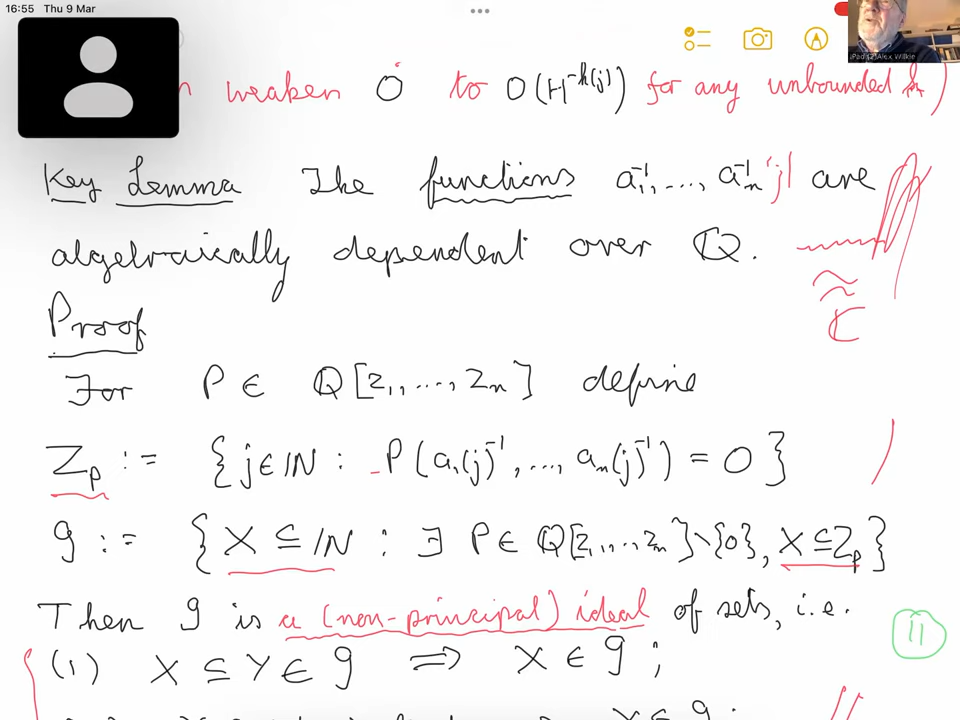 16:55 Thu 9 Mar
weaken O to O(H^{-h(j)}) for any unbounded h)
Key Lemma The functions a₁⁻¹, ..., aₙ⁻¹ are
algebraically dependent over ℚ.
≈ ℂ
Proof
For P ∈ ℚ[z₁, ..., zₙ] define
Z_P := {j ∈ ℕ : P(a₁(j)⁻¹, ..., aₙ(j)⁻¹) = 0}
𝒥 := {X ⊆ ℕ : ∃ P ∈ ℚ[z₁, ..., zₙ]∖{0}, X ⊆ Z_P}
Then 𝒥 is a (non-principal) ideal of sets, i.e.
11
(1) X ⊆ Y ∈ 𝒥 ⟹ X ∈ 𝒥 ;